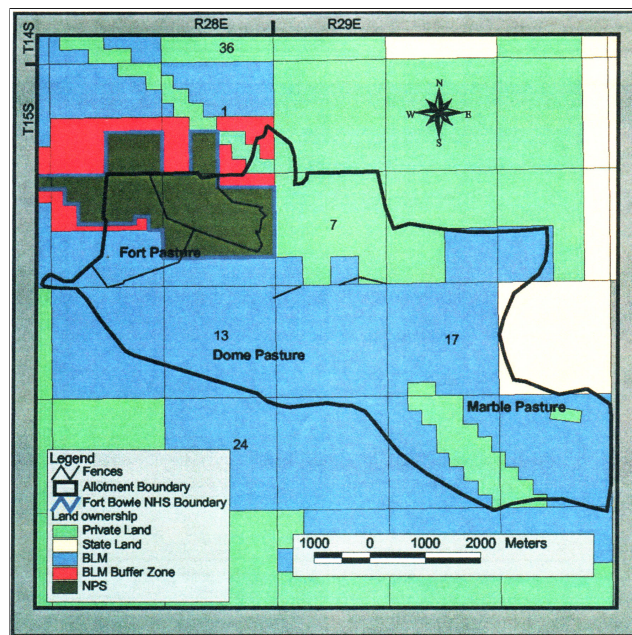 R28E R29E
T14S
36
T15S
1
N
W E
S
7
Fort Pasture
13
17
Dome Pasture
Marble Pasture
24
Legend
Fences
Allotment Boundary
Fort Bowie NHS Boundary
Land ownership
Private Land
State Land
BLM
BLM Buffer Zone
NPS
1000 0 1000 2000 Meters